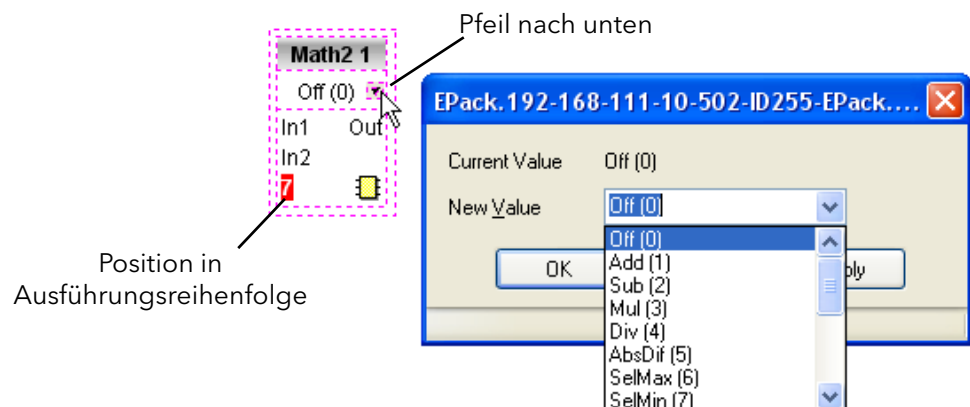 Pfeil nach unten
Math2 1
Off (0)
In1 Out
In2
7
Position in
Ausführungsreihenfolge
EPack.192-168-111-10-502-ID255-EPack....
Current Value Off (0)
New Value Off (0)
Off (0)
Add (1)
Sub (2)
Mul (3)
Div (4)
AbsDif (5)
SelMax (6)
SelMin (7)
OK